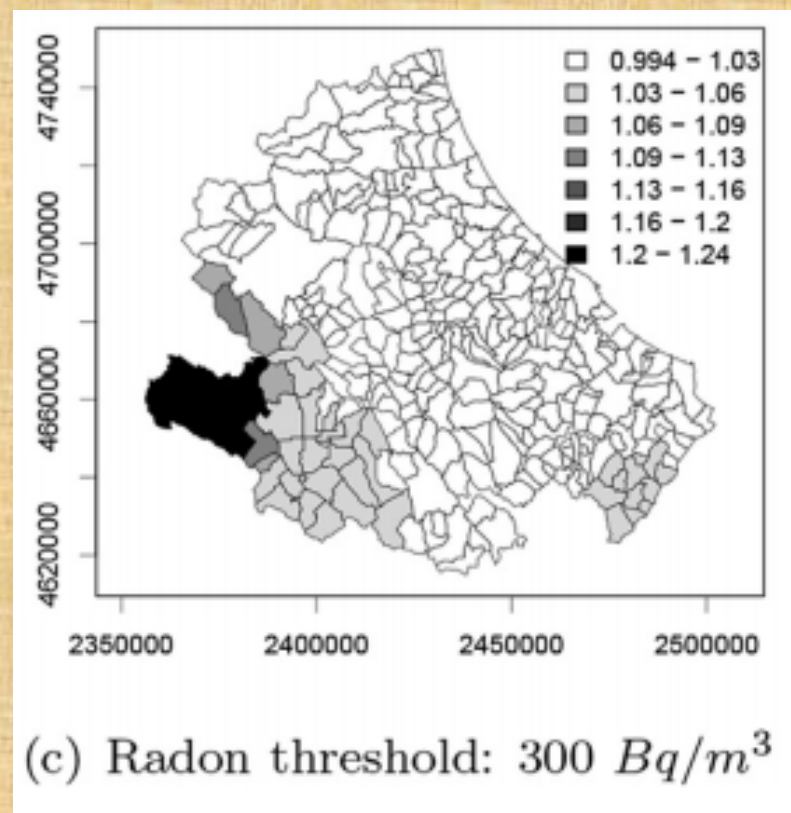 0.994 − 1.03
1.03 − 1.06
1.06 − 1.09
1.09 − 1.13
1.13 − 1.16
1.16 − 1.2
1.2 − 1.24
4740000
4700000
4660000
4620000
2350000 2400000 2450000 2500000
(c) Radon threshold: 300 Bq/m³